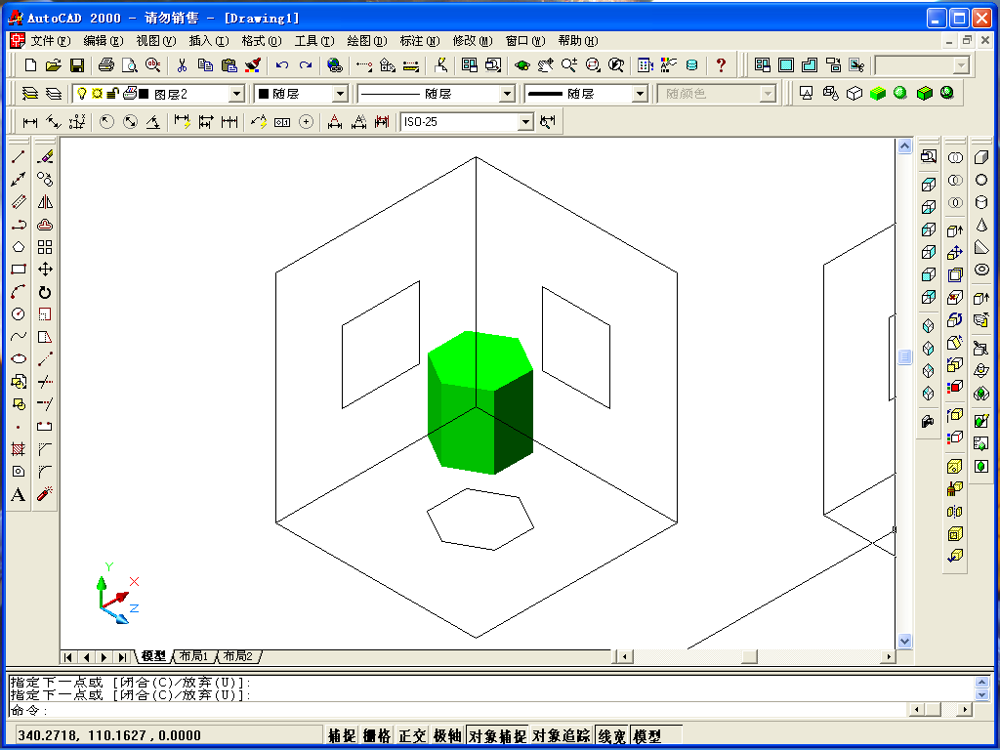 AutoCAD 2000 - 请勿销售 - [Drawing1]
文件(F) 编辑(E) 视图(V) 插入(I) 格式(O) 工具(T) 绘图(D) 标注(N) 修改(M) 窗口(W) 帮助(H)
图层2 随层 随层 随层 随颜色
ISO-25
Y
X
Z
模型 布局1 布局2
指定下一点或 [闭合(C)/放弃(U)]:
指定下一点或 [闭合(C)/放弃(U)]:
命令:
340.2718, 110.1627 , 0.0000 捕捉 栅格 正交 极轴 对象捕捉 对象追踪 线宽 模型